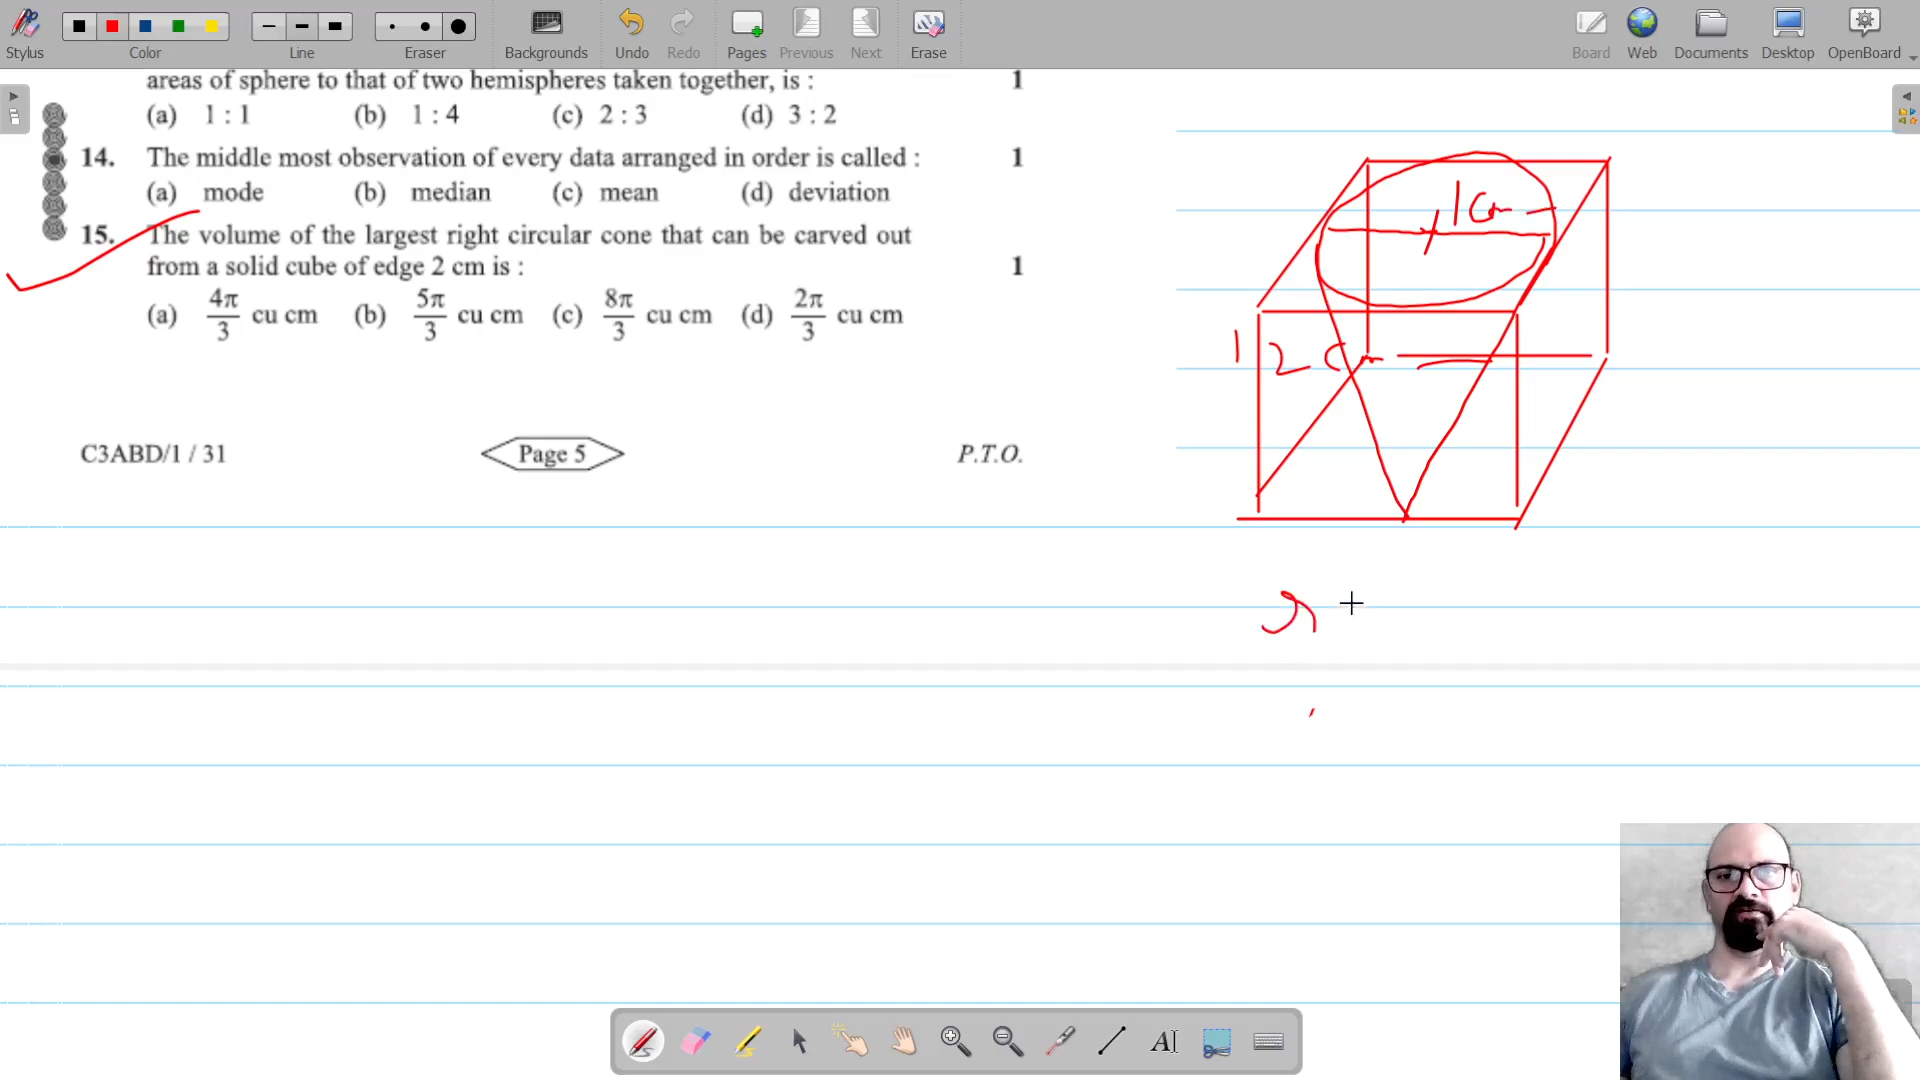 Stylus Color Line Eraser Backgrounds Undo Redo Pages Previous Next Erase Board Web Documents Desktop OpenBoard
areas of sphere to that of two hemispheres taken together, is : 1
(a) 1 : 1 (b) 1 : 4 (c) 2 : 3 (d) 3 : 2
14. The middle most observation of every data arranged in order is called : 1
(a) mode (b) median (c) mean (d) deviation
15. The volume of the largest right circular cone that can be carved out
from a solid cube of edge 2 cm is : 1
(a) 4π/3 cu cm (b) 5π/3 cu cm (c) 8π/3 cu cm (d) 2π/3 cu cm
C3ABD/1 / 31 Page 5 P.T.O.
1 Cm
2 Cm
r